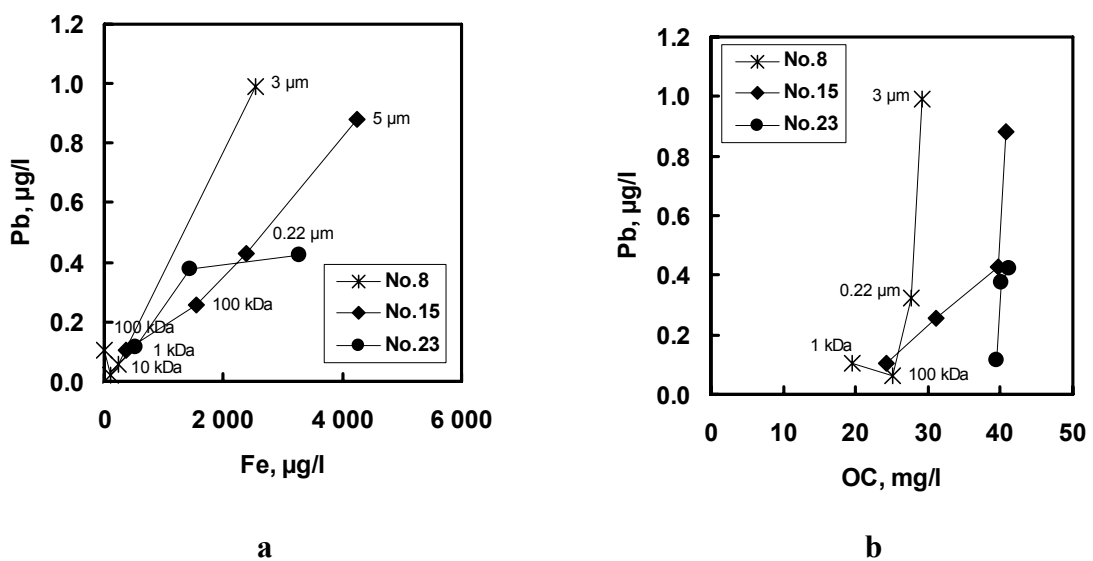 1.2
1.0
0.8
0.6
0.4
0.2
0.0
Pb, µg/l
3 µm
5 µm
0.22 µm
100 kDa
100 kDa
1 kDa
10 kDa
No.8
No.15
No.23
0 2 000 4 000 6 000
Fe, µg/l
a
1.2
1.0
0.8
0.6
0.4
0.2
0.0
Pb, µg/l
No.8
No.15
No.23
3 µm
0.22 µm
1 kDa
100 kDa
0 10 20 30 40 50
OC, mg/l
b